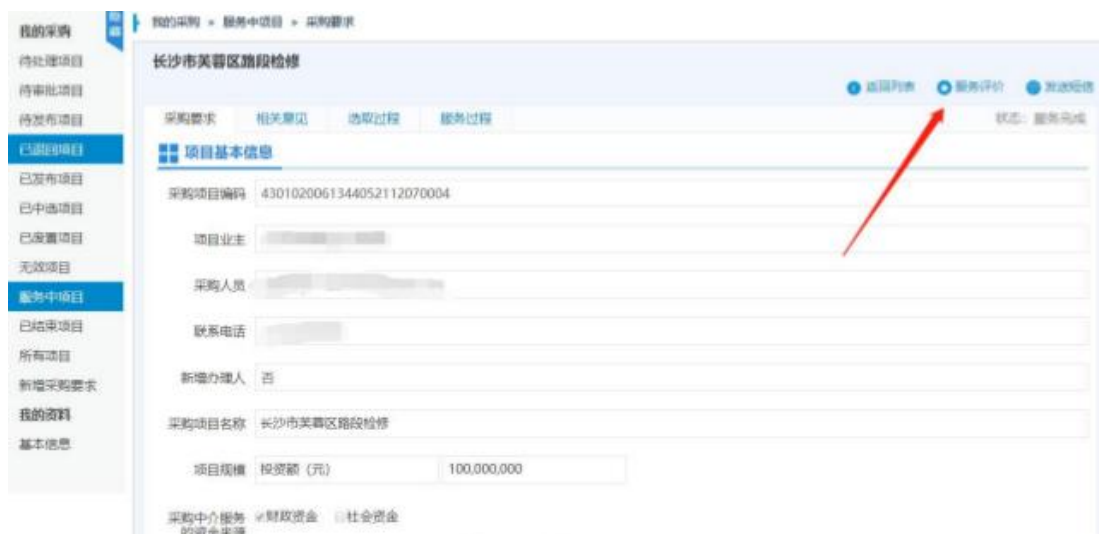 我的采购
待处理项目
待审批项目
待发布项目
已退回项目
已发布项目
已中选项目
已废置项目
无效项目
服务中项目
已结束项目
所有项目
新增采购要求
我的资料
基本信息
我的采购 » 服务中项目 » 采购要求
长沙市芙蓉区路段检修
返回列表 服务评价 发送短信
采购要求 相关意见 选取过程 服务过程 状态：服务完成
项目基本信息
采购项目编码 4301020061344052112070004
项目业主
采购人员
联系电话
新增办理人 否
采购项目名称 长沙市芙蓉区路段检修
项目规模 投资额（元） 100,000,000
采购中介服务 财政资金 社会资金
的资金来源